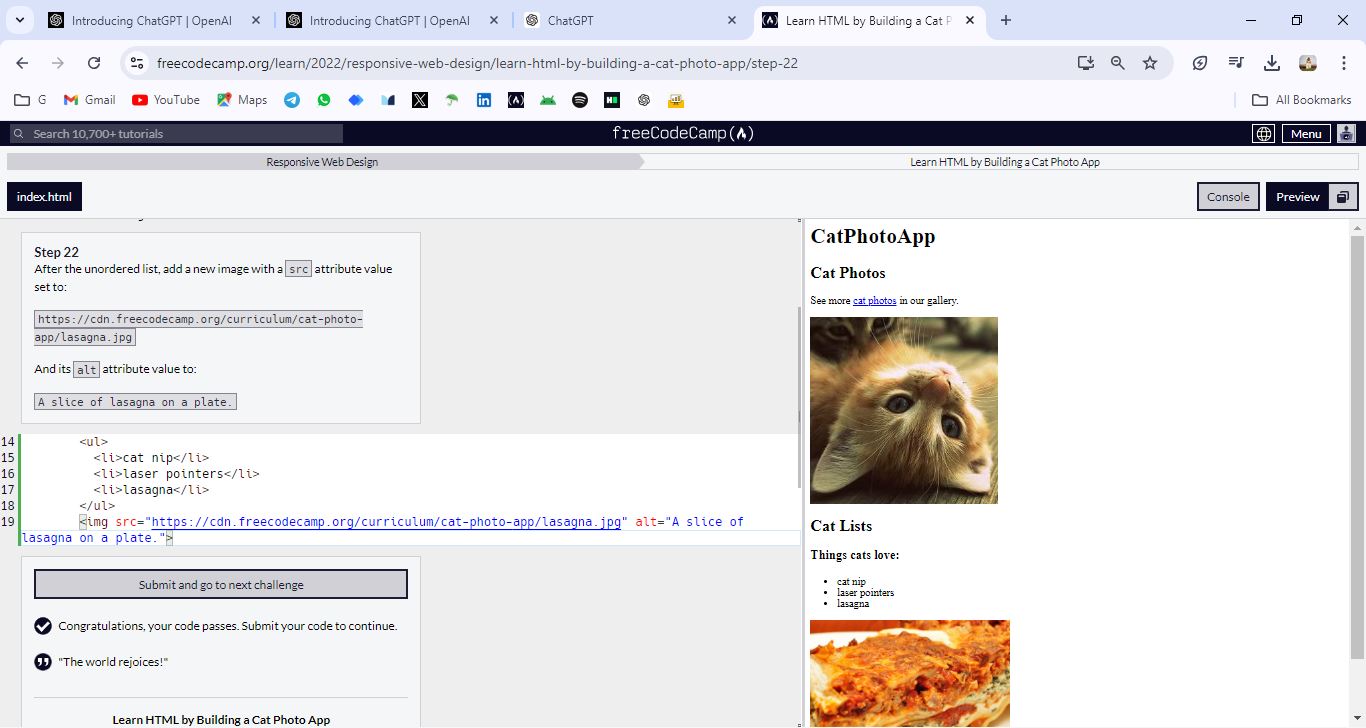 Introducing ChatGPT | OpenAI
Introducing ChatGPT | OpenAI
ChatGPT
Learn HTML by Building a Cat P
freecodecamp.org/learn/2022/responsive-web-design/learn-html-by-building-a-cat-photo-app/step-22
G
Gmail
YouTube
Maps
All Bookmarks
Search 10,700+ tutorials
freeCodeCamp
Menu
Responsive Web Design
Learn HTML by Building a Cat Photo App
index.html
Console
Preview
Step 22
After the unordered list, add a new image with a src attribute value
set to:
https://cdn.freecodecamp.org/curriculum/cat-photo-
app/lasagna.jpg
And its alt attribute value to:
A slice of lasagna on a plate.
14 <ul>
15 <li>cat nip</li>
16 <li>laser pointers</li>
17 <li>lasagna</li>
18 </ul>
19 <img src="https://cdn.freecodecamp.org/curriculum/cat-photo-app/lasagna.jpg" alt="A slice of
lasagna on a plate.">
Submit and go to next challenge
Congratulations, your code passes. Submit your code to continue.
"The world rejoices!"
Learn HTML by Building a Cat Photo App
CatPhotoApp
Cat Photos
See more cat photos in our gallery.
Cat Lists
Things cats love:
cat nip
laser pointers
lasagna